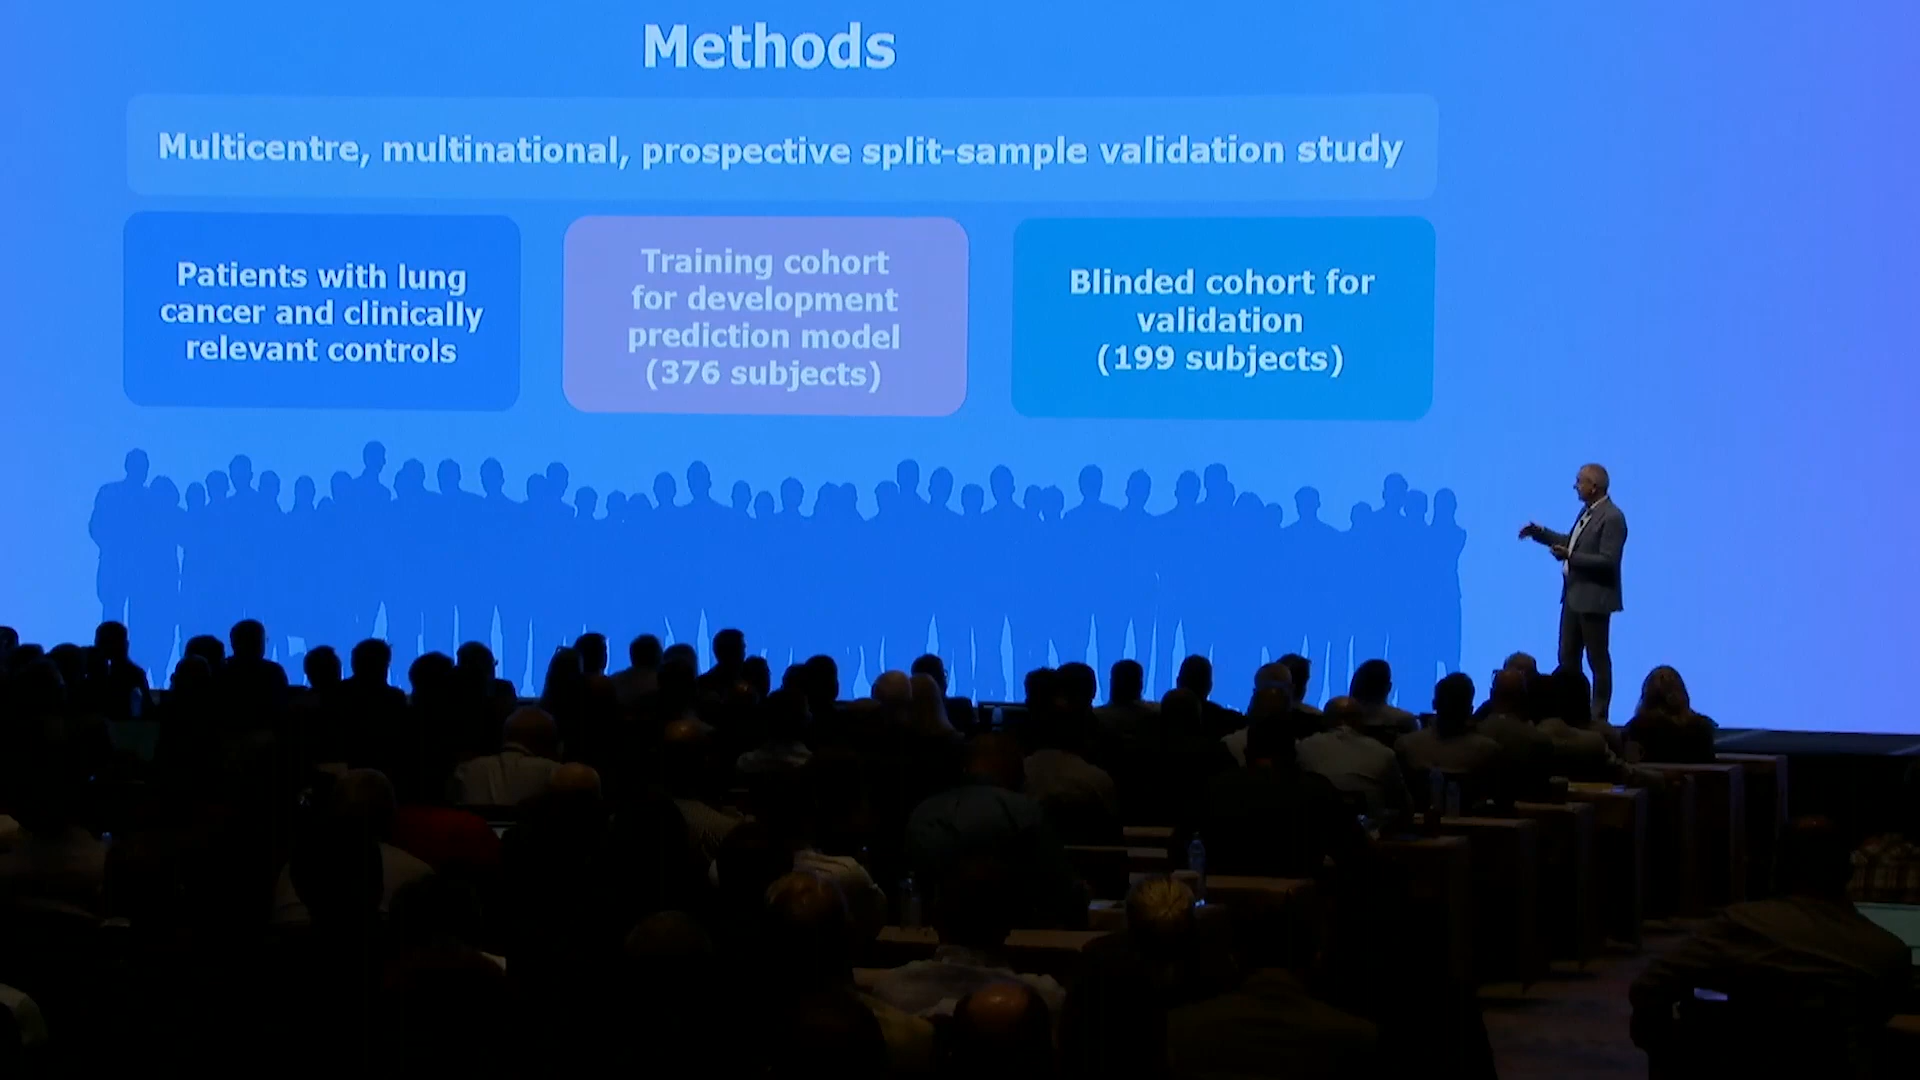 Methods
Multicentre, multinational, prospective split-sample validation study
Patients with lung
cancer and clinically
relevant controls
Training cohort
for development
prediction model
(376 subjects)
Blinded cohort for
validation
(199 subjects)